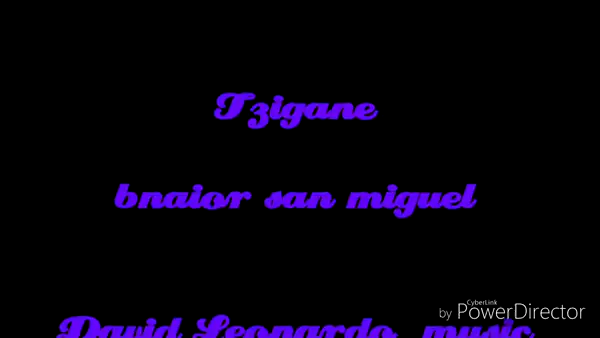 Tzigane
bnaior san miguel
David Leonardo music
CyberLink
by PowerDirector